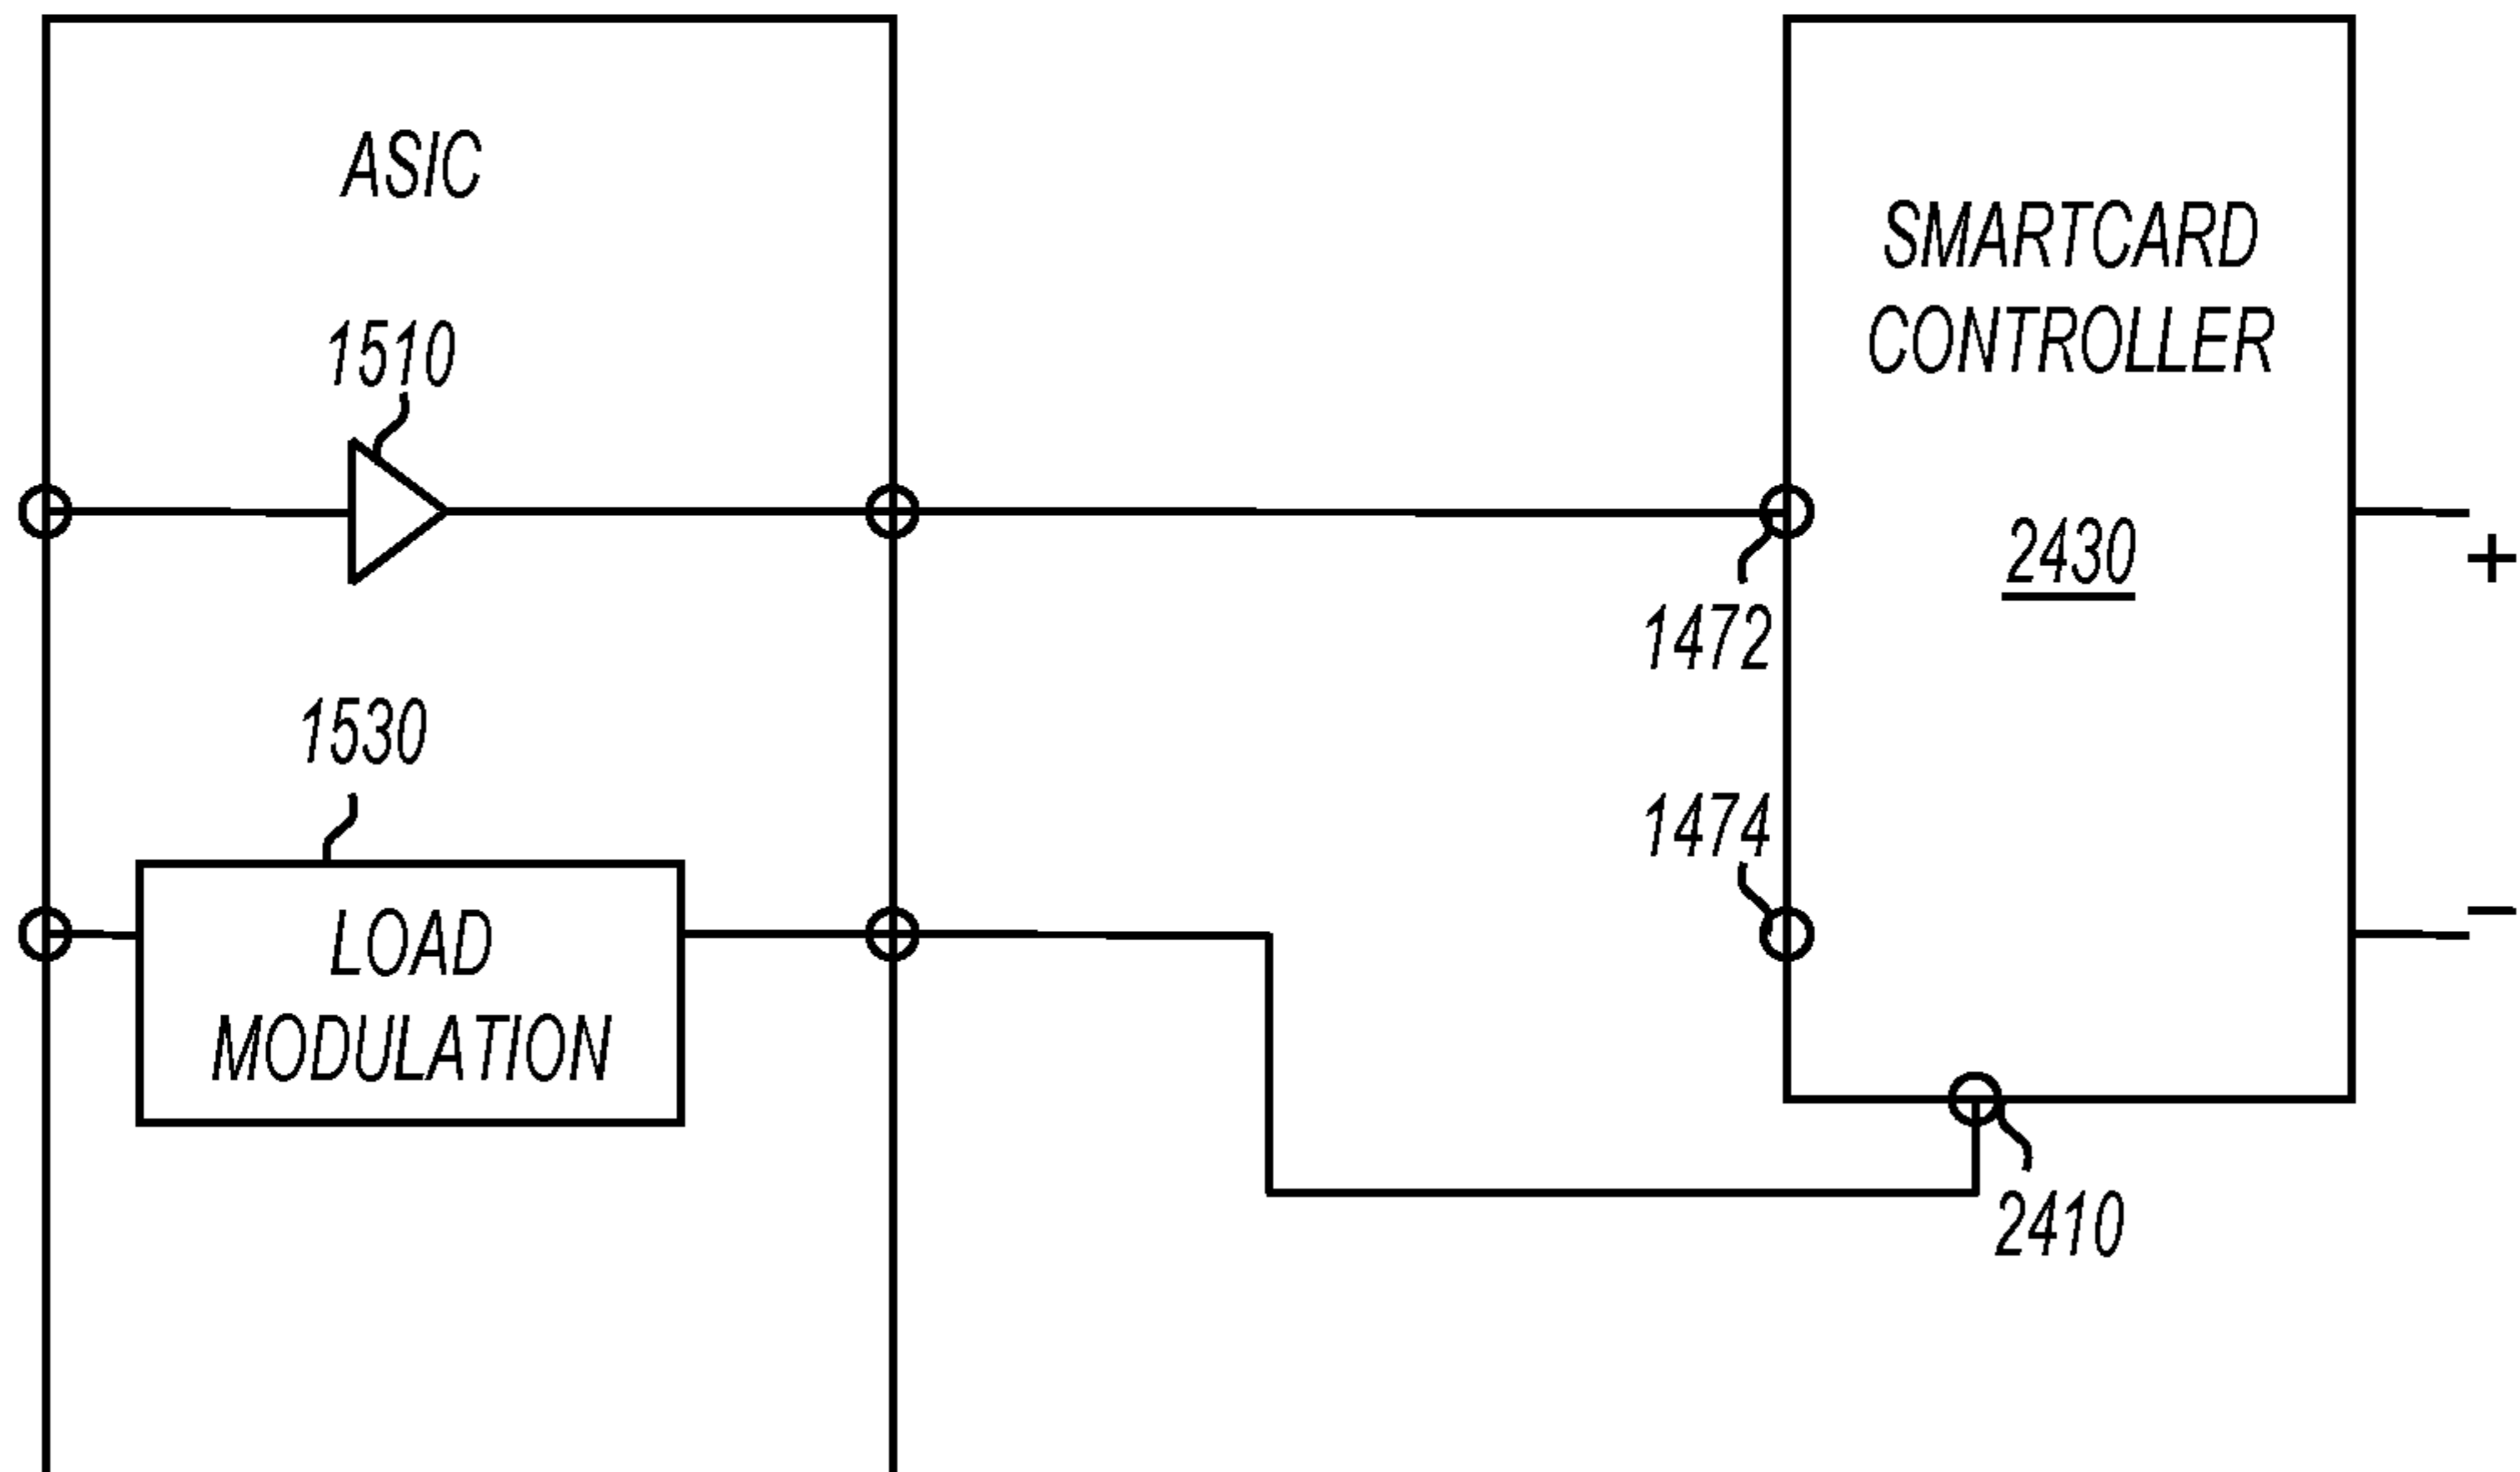 ASIC
SMARTCARD
CONTROLLER
1510
2430
+
1472
1530
1474
−
LOAD
MODULATION
2410